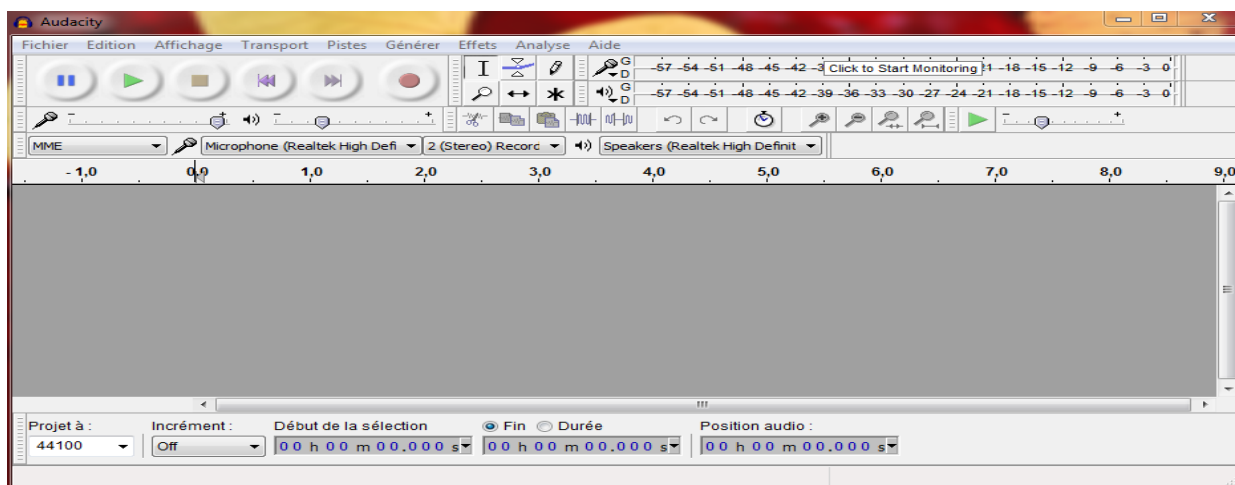 Audacity
Fichier Edition Affichage Transport Pistes Générer Effets Analyse Aide
G
D
-57 -54 -51 -48 -45 -42 -3 Click to Start Monitoring 1 -18 -15 -12 -9 -6 -3 0
G
D
-57 -54 -51 -48 -45 -42 -39 -36 -33 -30 -27 -24 -21 -18 -15 -12 -9 -6 -3 0
MME Microphone (Realtek High Defi 2 (Stereo) Record Speakers (Realtek High Definit
- 1,0 0,0 1,0 2,0 3,0 4,0 5,0 6,0 7,0 8,0 9,0
Projet à : Incrément : Début de la sélection Fin Durée Position audio :
44100 Off 00 h 00 m 00.000 s 00 h 00 m 00.000 s 00 h 00 m 00.000 s